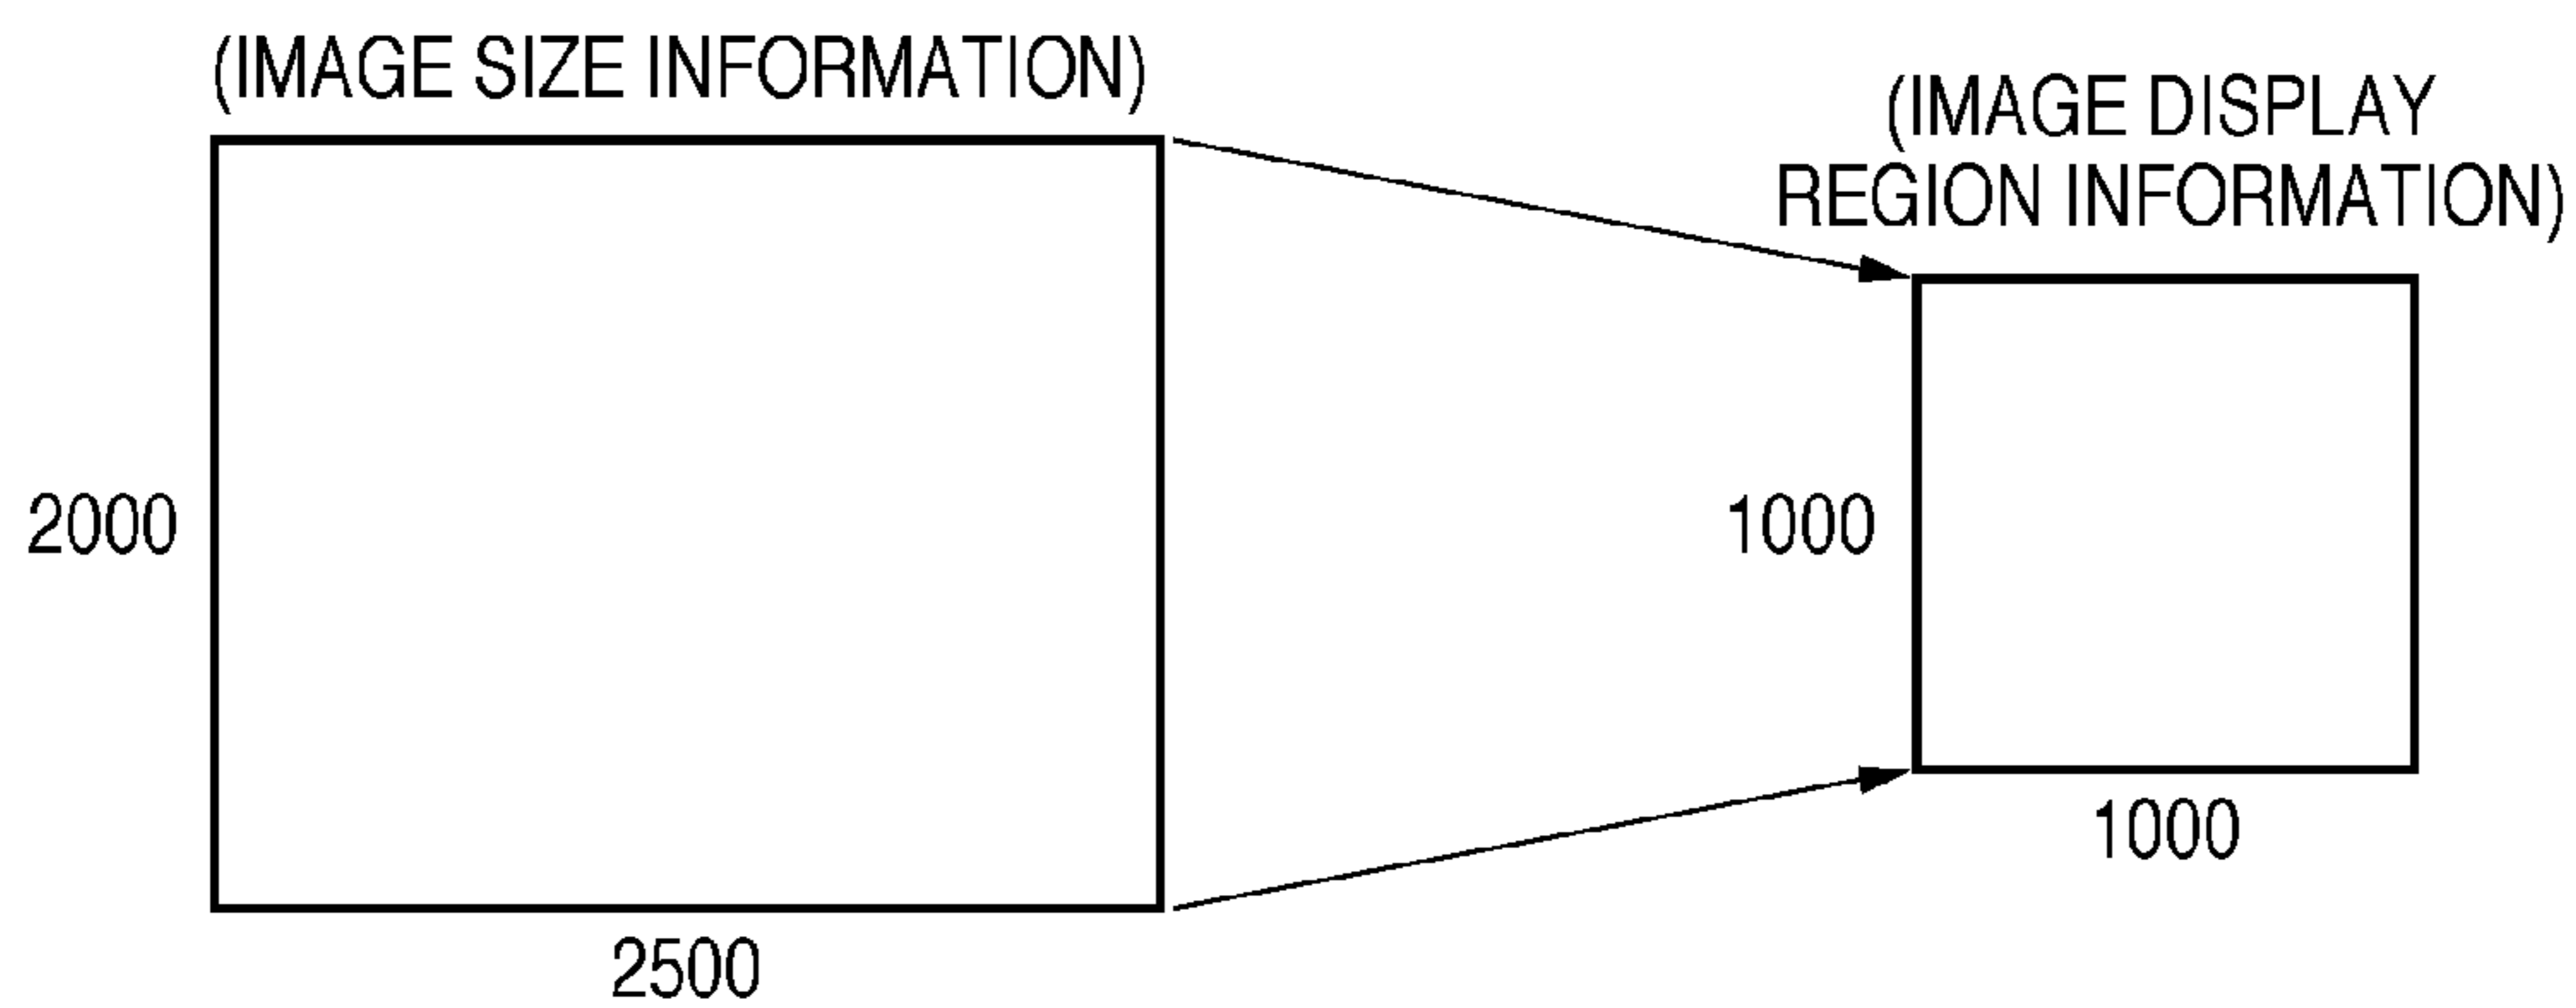 (IMAGE SIZE INFORMATION)
(IMAGE DISPLAY
REGION INFORMATION)
2000
1000
1000
2500